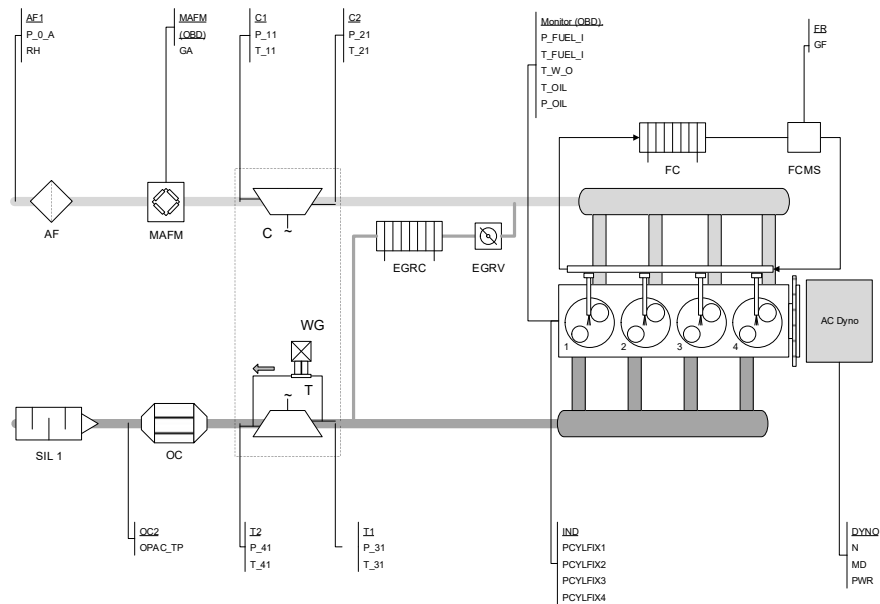 AF1
P_0_A
RH
MAFM
(OBD)
GA
C1
P_11
T_11
C2
P_21
T_21
Monitor (OBD)
P_FUEL_I
T_FUEL_I
T_W_O
T_OIL
P_OIL
FR
GF
FC
FCMS
AF
MAFM
C
~
EGRC
EGRV
WG
T
~
1
2
3
4
AC Dyno
SIL 1
OC
OC2
OPAC_TP
T2
P_41
T_41
T1
P_31
T_31
IND
PCYLFIX1
PCYLFIX2
PCYLFIX3
PCYLFIX4
DYNO
N
MD
PWR